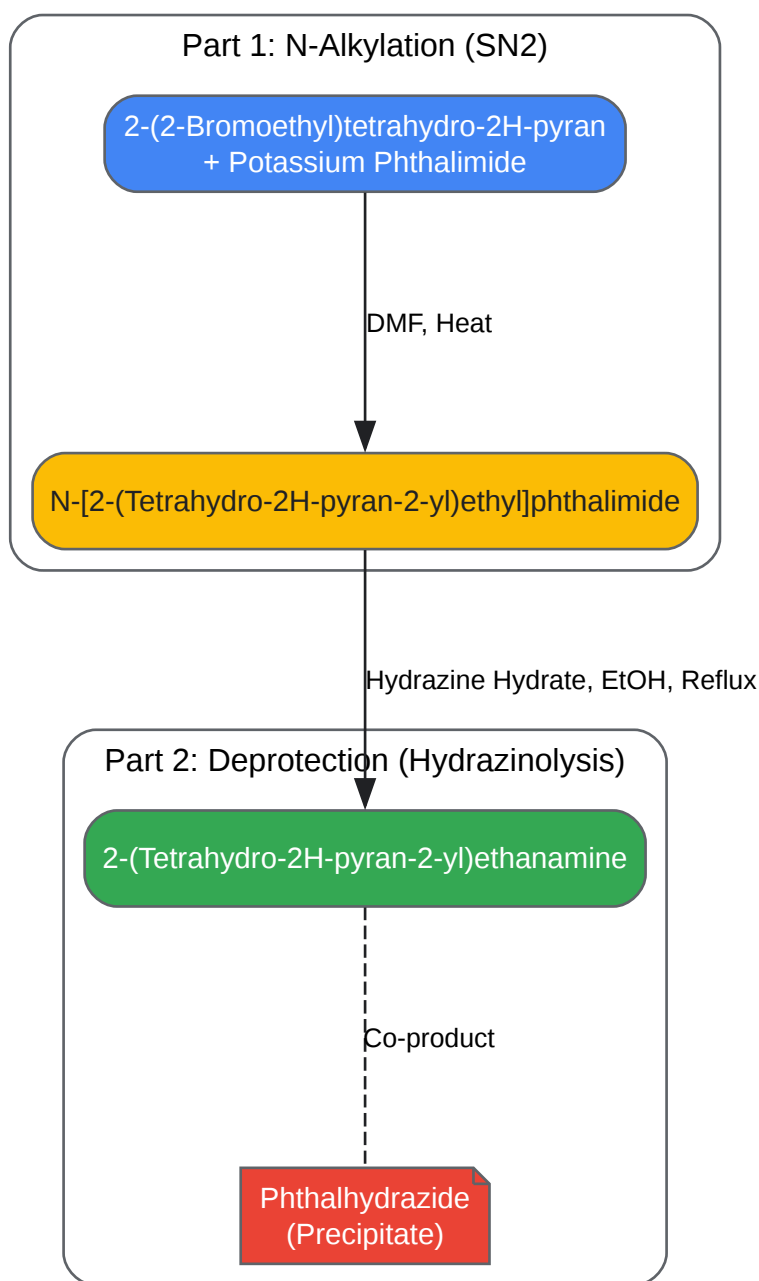 Part 1: N-Alkylation (SN2)
2-(2-Bromoethyl)tetrahydro-2H-pyran
+ Potassium Phthalimide
DMF, Heat
N-[2-(Tetrahydro-2H-pyran-2-yl)ethyl]phthalimide
Hydrazine Hydrate, EtOH, Reflux
Part 2: Deprotection (Hydrazinolysis)
2-(Tetrahydro-2H-pyran-2-yl)ethanamine
Co-product
Phthalhydrazide
(Precipitate)